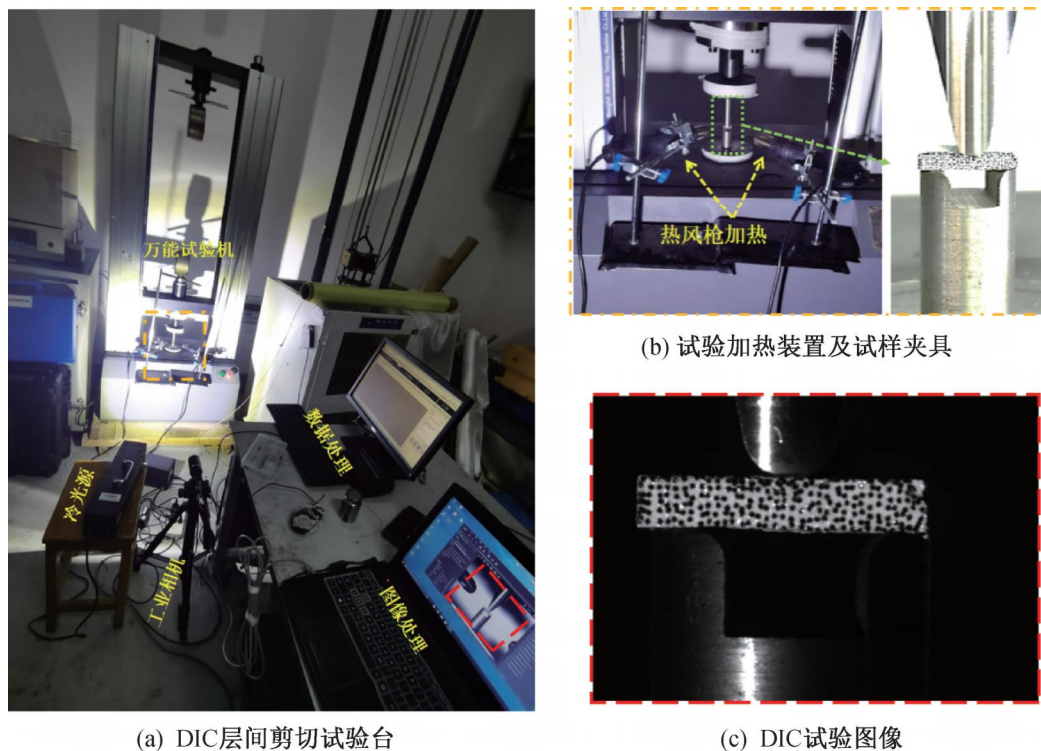 万能试验机
数据处理
冷光源
工业相机
图像处理
(a) DIC层间剪切试验台
热风枪加热
(b) 试验加热装置及试样夹具
(c) DIC试验图像